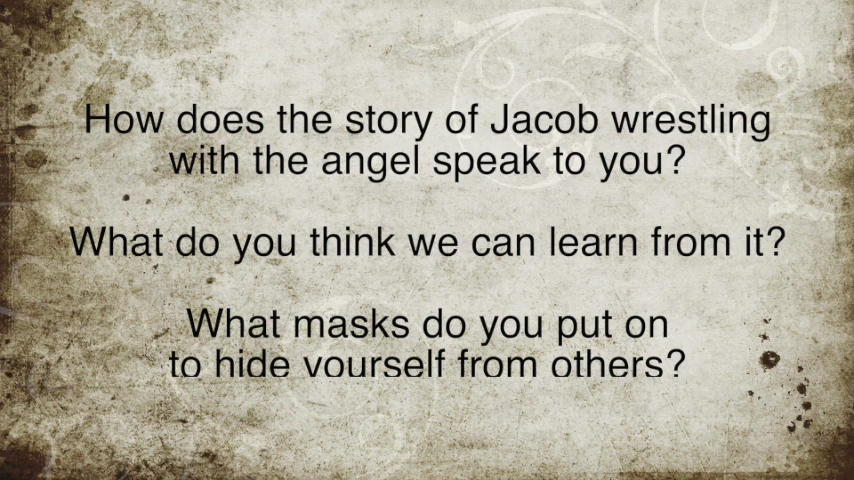 How does the story of Jacob wrestling
with the angel speak to you?
What do you think we can learn from it?
What masks do you put on
to hide yourself from others?